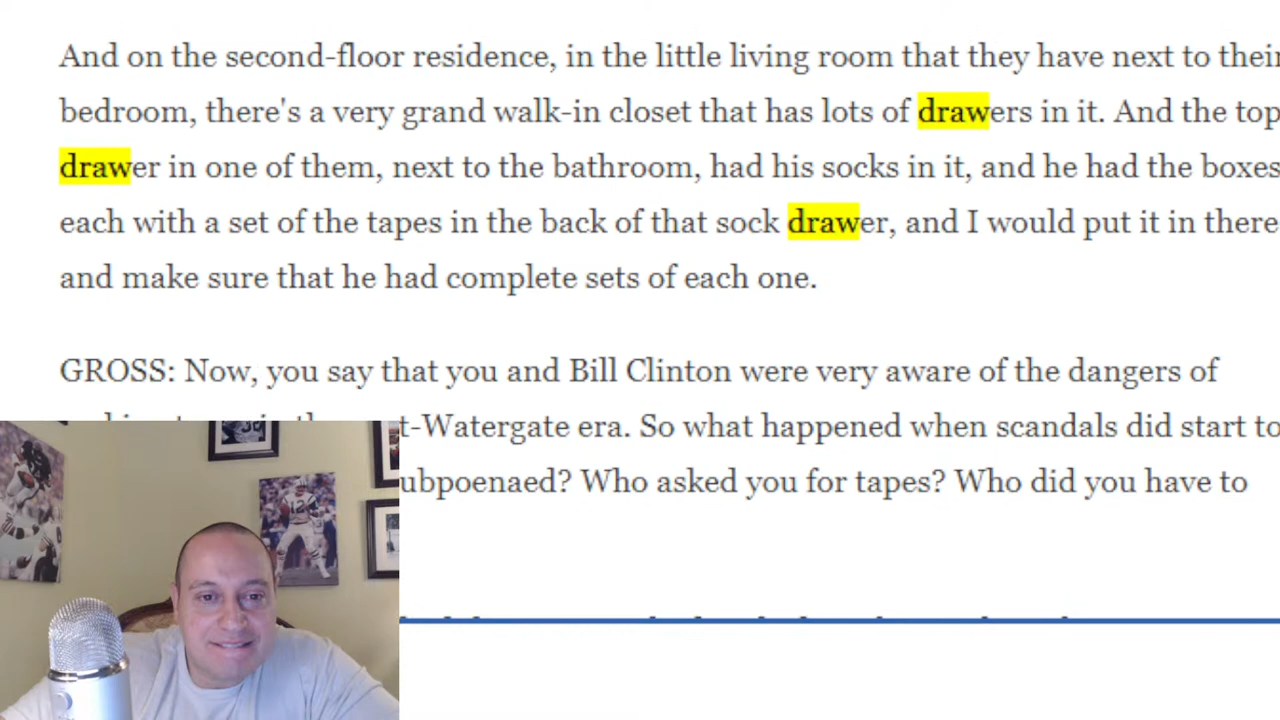 And on the second-floor residence, in the little living room that they have next to their
bedroom, there's a very grand walk-in closet that has lots of drawers in it. And the top
drawer in one of them, next to the bathroom, had his socks in it, and he had the boxes
each with a set of the tapes in the back of that sock drawer, and I would put it in there
and make sure that he had complete sets of each one.
GROSS: Now, you say that you and Bill Clinton were very aware of the dangers of
t-Watergate era. So what happened when scandals did start to
ubpoenaed? Who asked you for tapes? Who did you have to
12